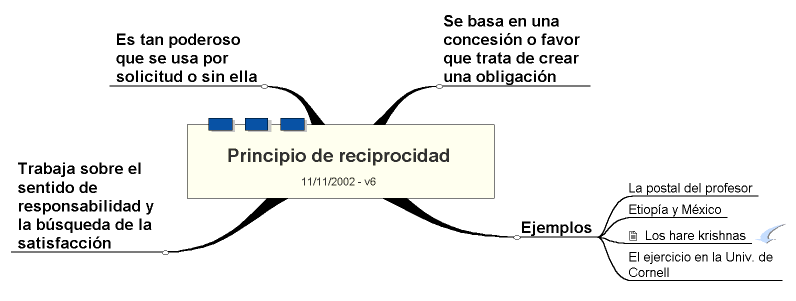 Es tan poderoso
que se usa por
solicitud o sin ella
Se basa en una
concesión o favor
que trata de crear
una obligación
Principio de reciprocidad
11/11/2002 - v6
Trabaja sobre el
sentido de
responsabilidad y
la búsqueda de la
satisfacción
Ejemplos
La postal del profesor
Etiopía y México
Los hare krishnas
El ejercicio en la Univ. de
Cornell